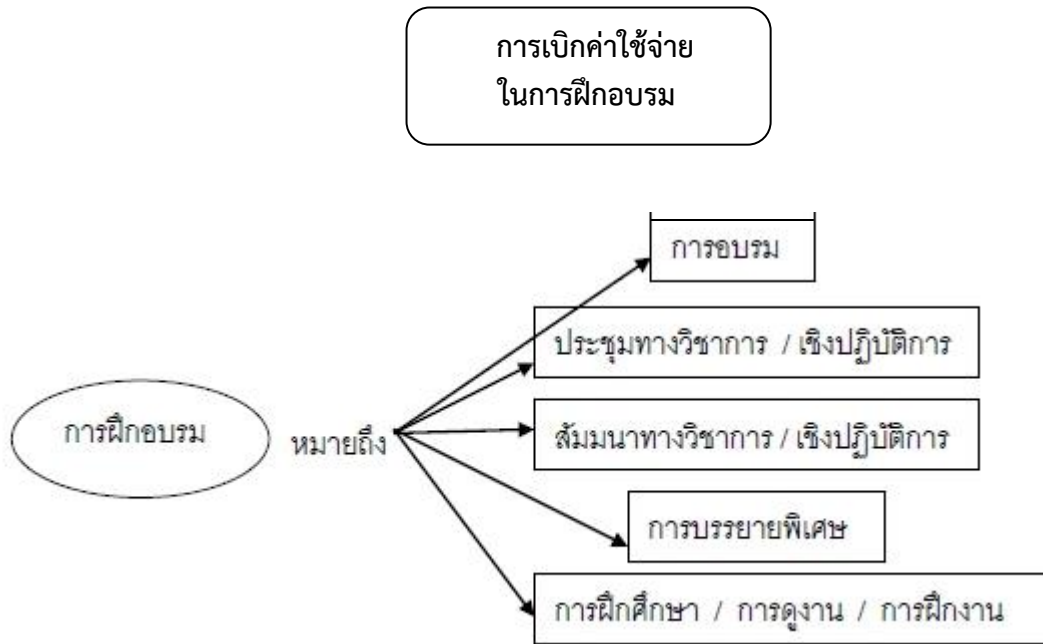 การเบิกค่าใช้จ่าย
ในการฝึกอบรม
การอบรม
ประชุมทางวิชาการ / เชิงปฏิบัติการ
การฝึกอบรม
หมายถึง
สัมมนาทางวิชาการ / เชิงปฏิบัติการ
การบรรยายพิเศษ
การฝึกศึกษา / การดูงาน / การฝึกงาน